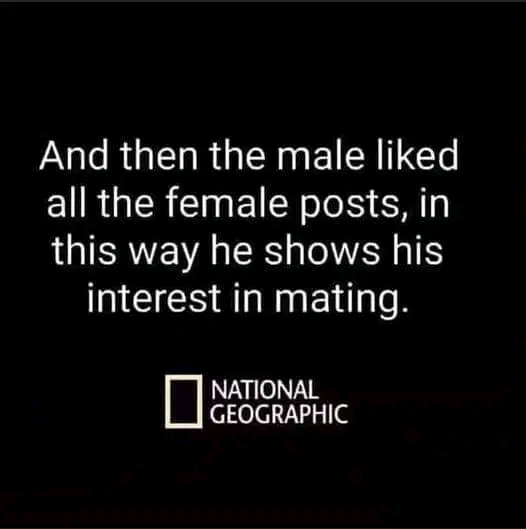 And then the male liked
all the female posts, in
this way he shows his
interest in mating.
NATIONAL
GEOGRAPHIC